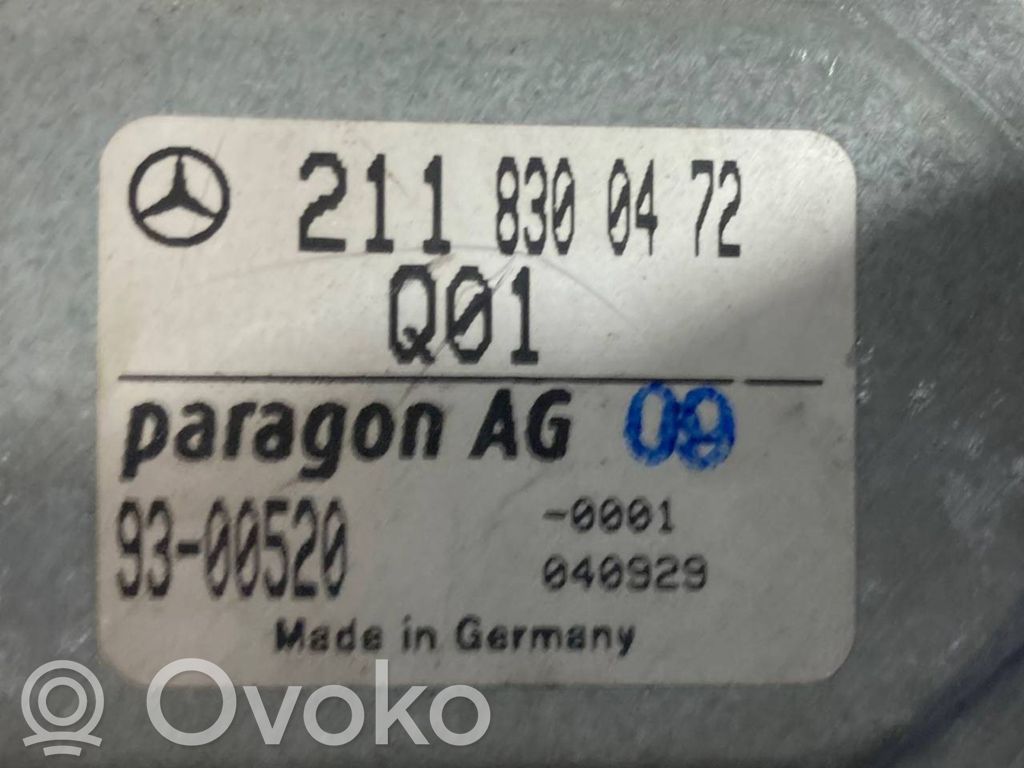 211 830 04 72
Q01
paragon AG 09
93-00520 -0001
040929
Made in Germany
Ovoko